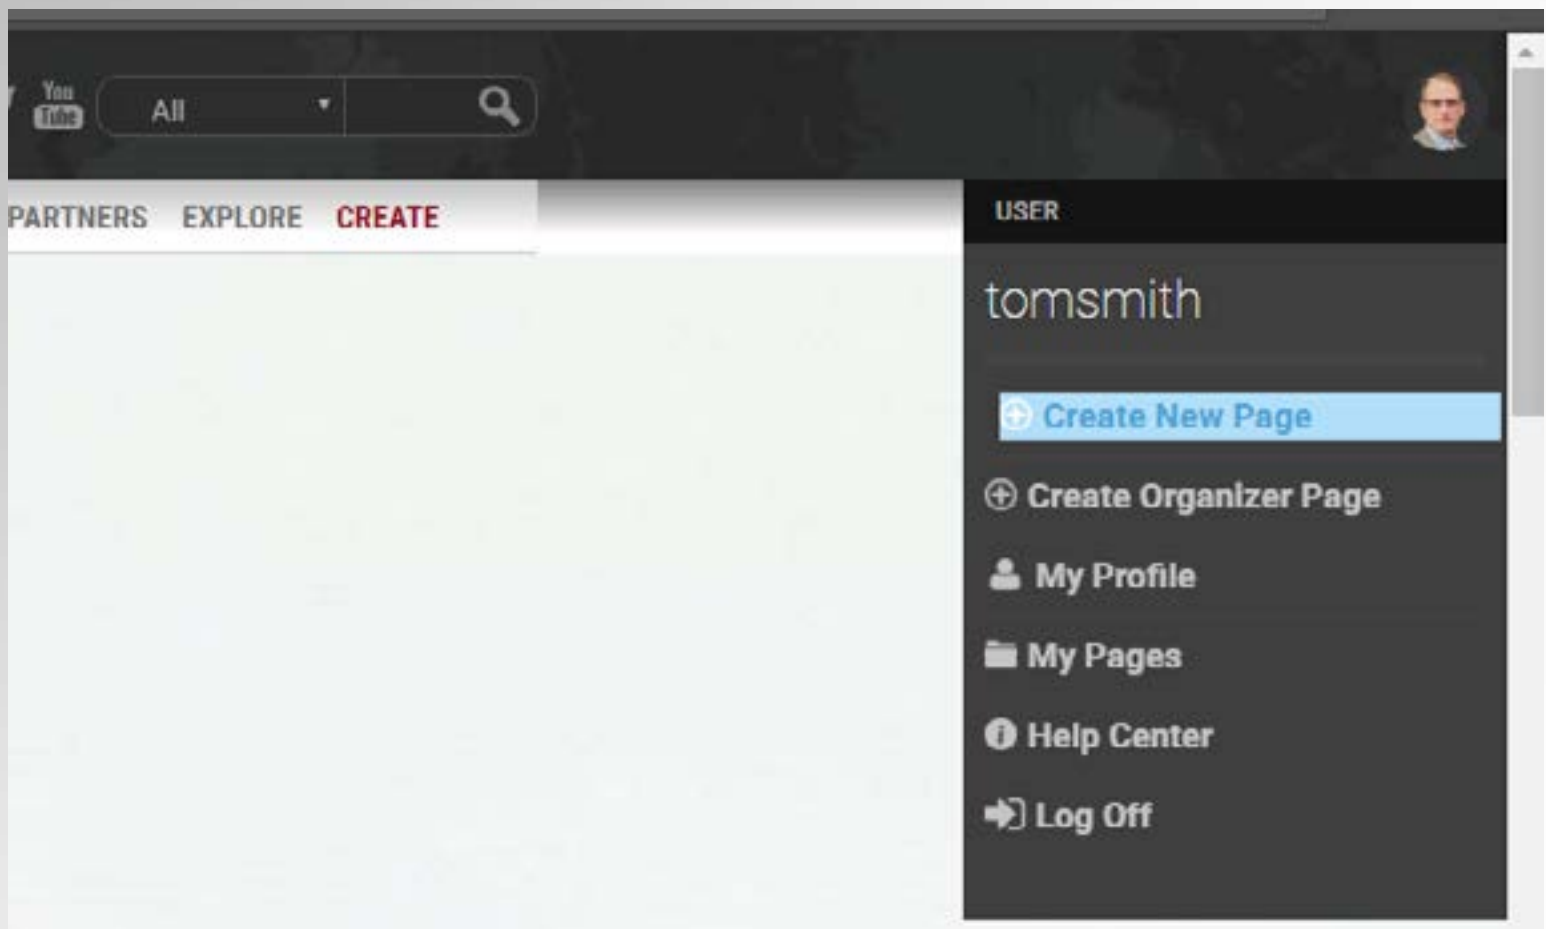 You
Tube
All
PARTNERS EXPLORE CREATE
USER
tomsmith
Create New Page
Create Organizer Page
My Profile
My Pages
Help Center
Log Off